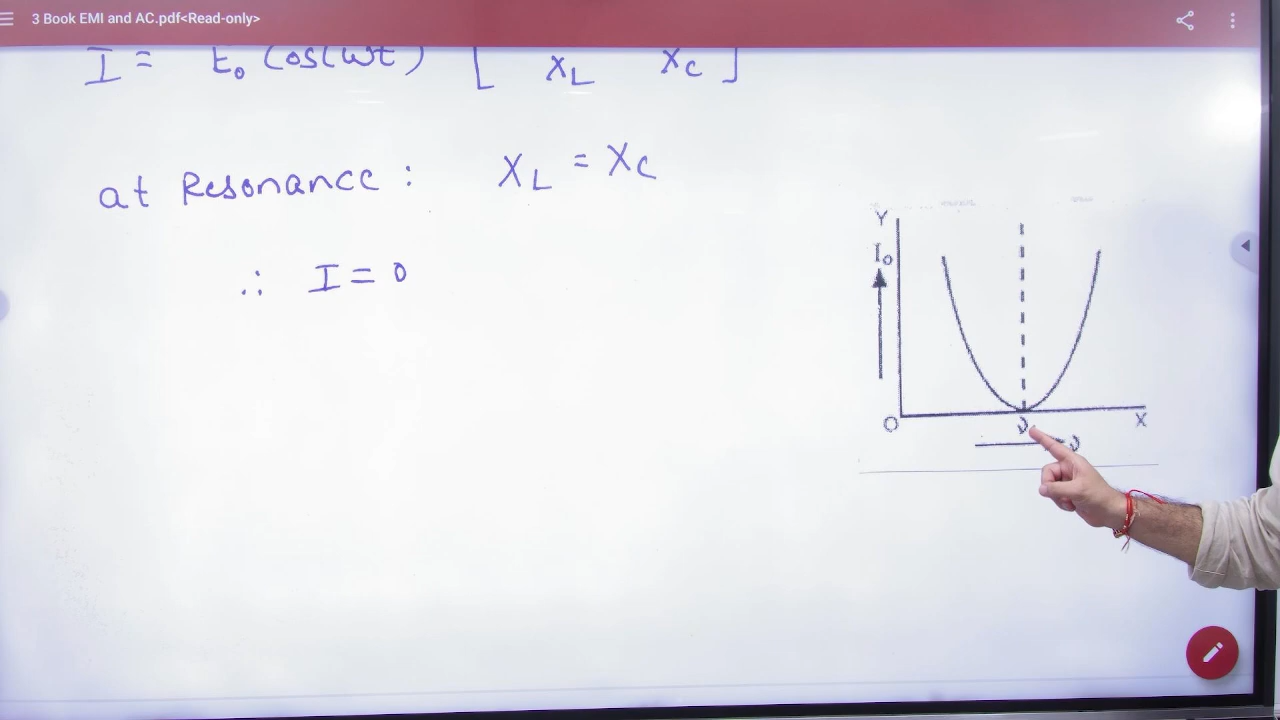 3 Book EMI and AC.pdf<Read-only>
I = E₀ Cos(ωt) [ X_L X_C ]
at Resonance : X_L = X_C
∴ I = 0
Y
I₀
O
X
ν